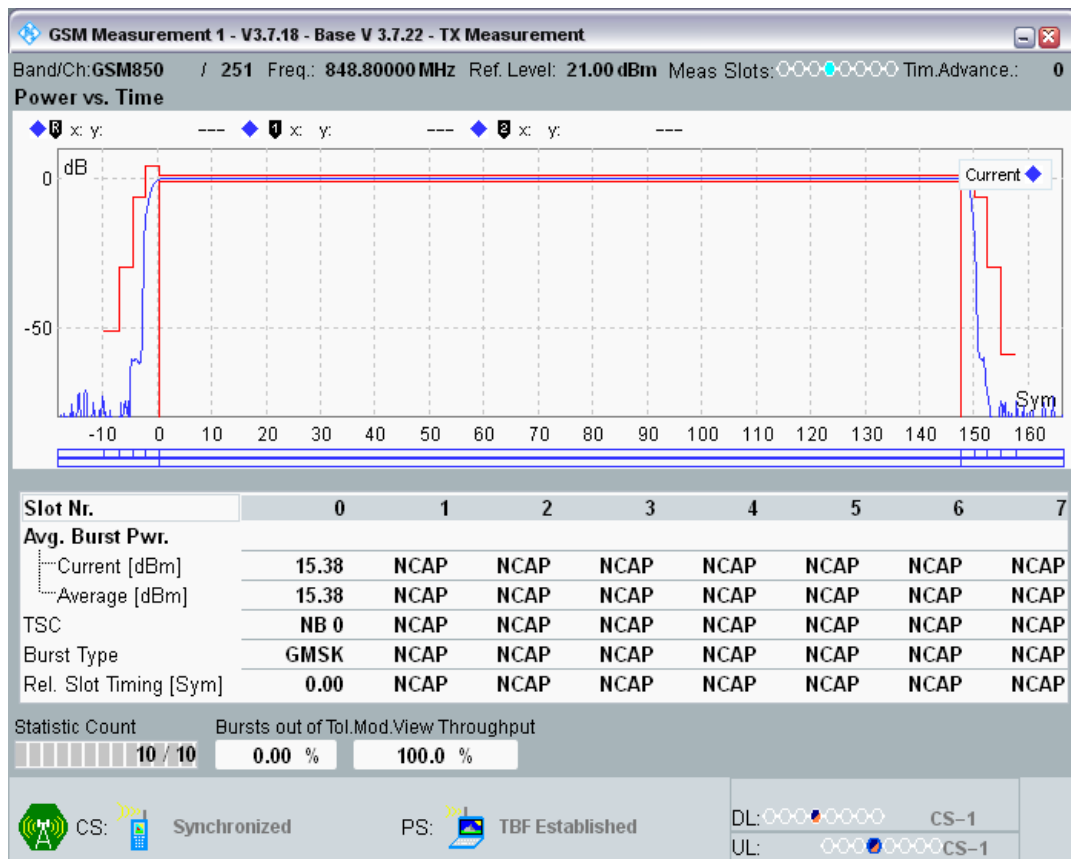 GSM Measurement 1 - V3.7.18 - Base V 3.7.22 - TX Measurement
Band/Ch:GSM850 / 251 Freq.: 848.80000 MHz Ref. Level: 21.00 dBm Meas Slots: Tim.Advance.: 0
Power vs. Time
R x: y: --- 1 x: y: --- 2 x: y: ---
dB
0
Current
-50
Sym
-10 0 10 20 30 40 50 60 70 80 90 100 110 120 130 140 150 160
Slot Nr. 0 1 2 3 4 5 6 7
Avg. Burst Pwr.
Current [dBm] 15.38 NCAP NCAP NCAP NCAP NCAP NCAP NCAP
Average [dBm] 15.38 NCAP NCAP NCAP NCAP NCAP NCAP NCAP
TSC NB 0 NCAP NCAP NCAP NCAP NCAP NCAP NCAP
Burst Type GMSK NCAP NCAP NCAP NCAP NCAP NCAP NCAP
Rel. Slot Timing [Sym] 0.00 NCAP NCAP NCAP NCAP NCAP NCAP NCAP
Statistic Count Bursts out of Tol.Mod.View Throughput
10 / 10 0.00 % 100.0 %
CS: Synchronized PS: TBF Established DL: CS-1
UL: CS-1